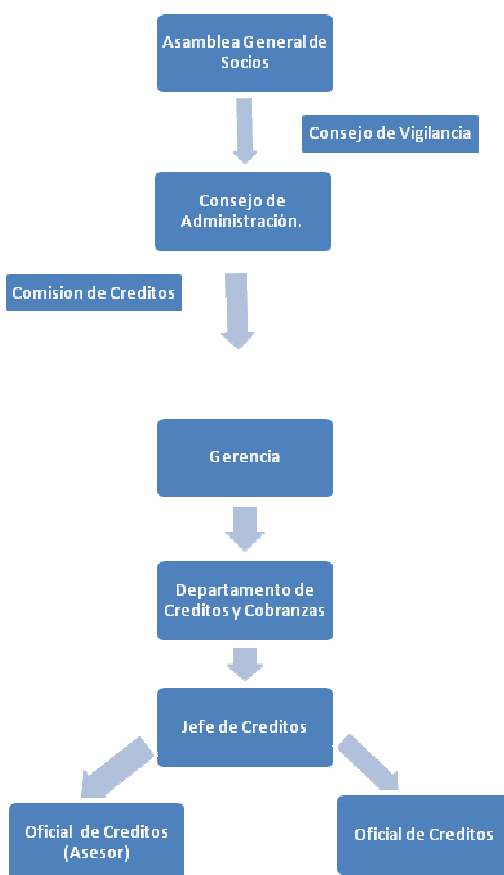 Asamblea General de
Socios
Consejo de Vigilancia
Consejo de
Administración.
Comision de Creditos
Gerencia
Departamento de
Creditos y Cobranzas
Jefe de Creditos
Oficial de Creditos
(Asesor)
Oficial de Creditos